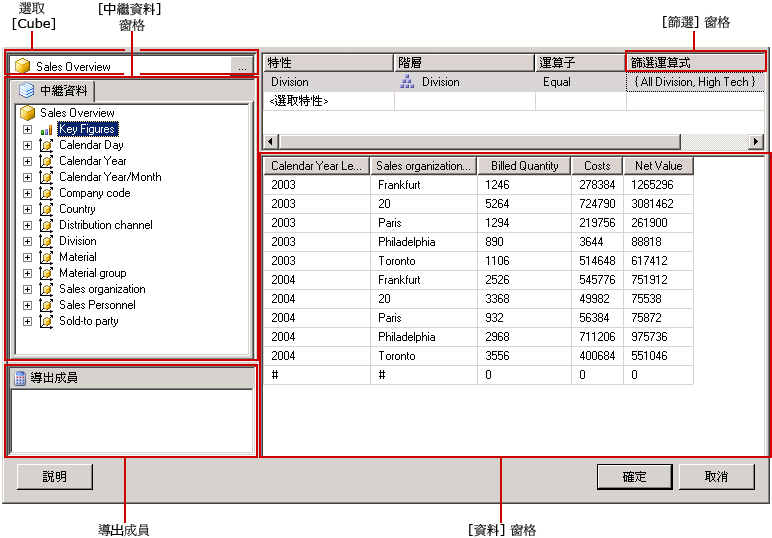 選取
[Cube]
[中繼資料]
窗格
[篩選] 窗格
Sales Overview ...
特性 階層 運算子 篩選運算式
Division Division Equal { All Division, High Tech }
<選取特性>
中繼資料
Sales Overview
Key Figures
Calendar Day
Calendar Year
Calendar Year/Month
Company code
Country
Distribution channel
Division
Material
Material group
Sales organization
Sales Personnel
Sold-to party
Calendar Year Le... Sales organization... Billed Quantity Costs Net Value
2003 Frankfurt 1246 278384 1265296
2003 20 5264 724790 3081462
2003 Paris 1294 219756 261900
2003 Philadelphia 890 3644 88818
2003 Toronto 1106 514648 617412
2004 Frankfurt 2526 545776 751912
2004 20 3368 49982 75538
2004 Paris 932 56384 75872
2004 Philadelphia 2968 711206 975736
2004 Toronto 3556 400684 551046
# # 0 0 0
導出成員
說明 確定 取消
導出成員
[資料] 窗格